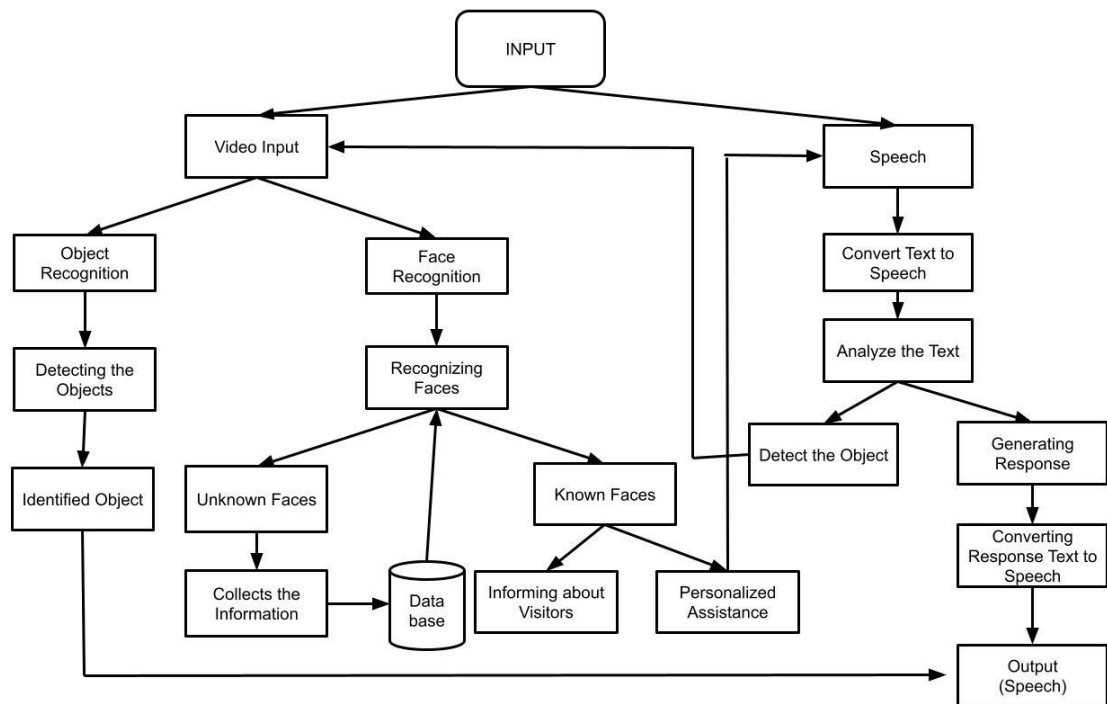 INPUT
Video Input
Speech
Object
Recognition
Face
Recognition
Convert Text to
Speech
Detecting the
Objects
Recognizing
Faces
Analyze the Text
Identified Object
Unknown Faces
Known Faces
Detect the Object
Generating
Response
Collects the
Information
Data
base
Informing about
Visitors
Personalized
Assistance
Converting
Response Text to
Speech
Output
(Speech)